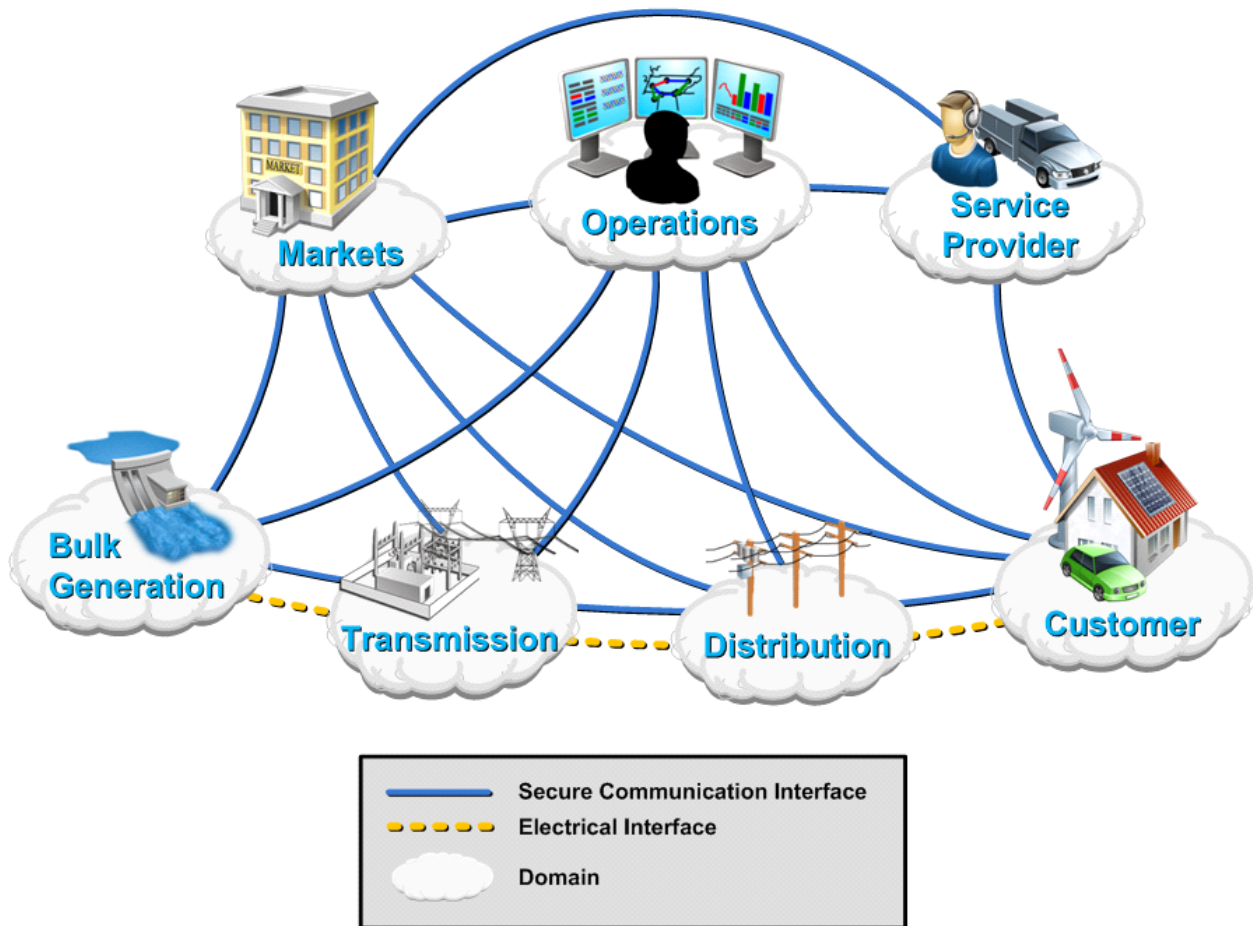 MARKET
Markets
Operations
Service
Provider
Bulk
Generation
Transmission
Distribution
Customer
Secure Communication Interface
Electrical Interface
Domain